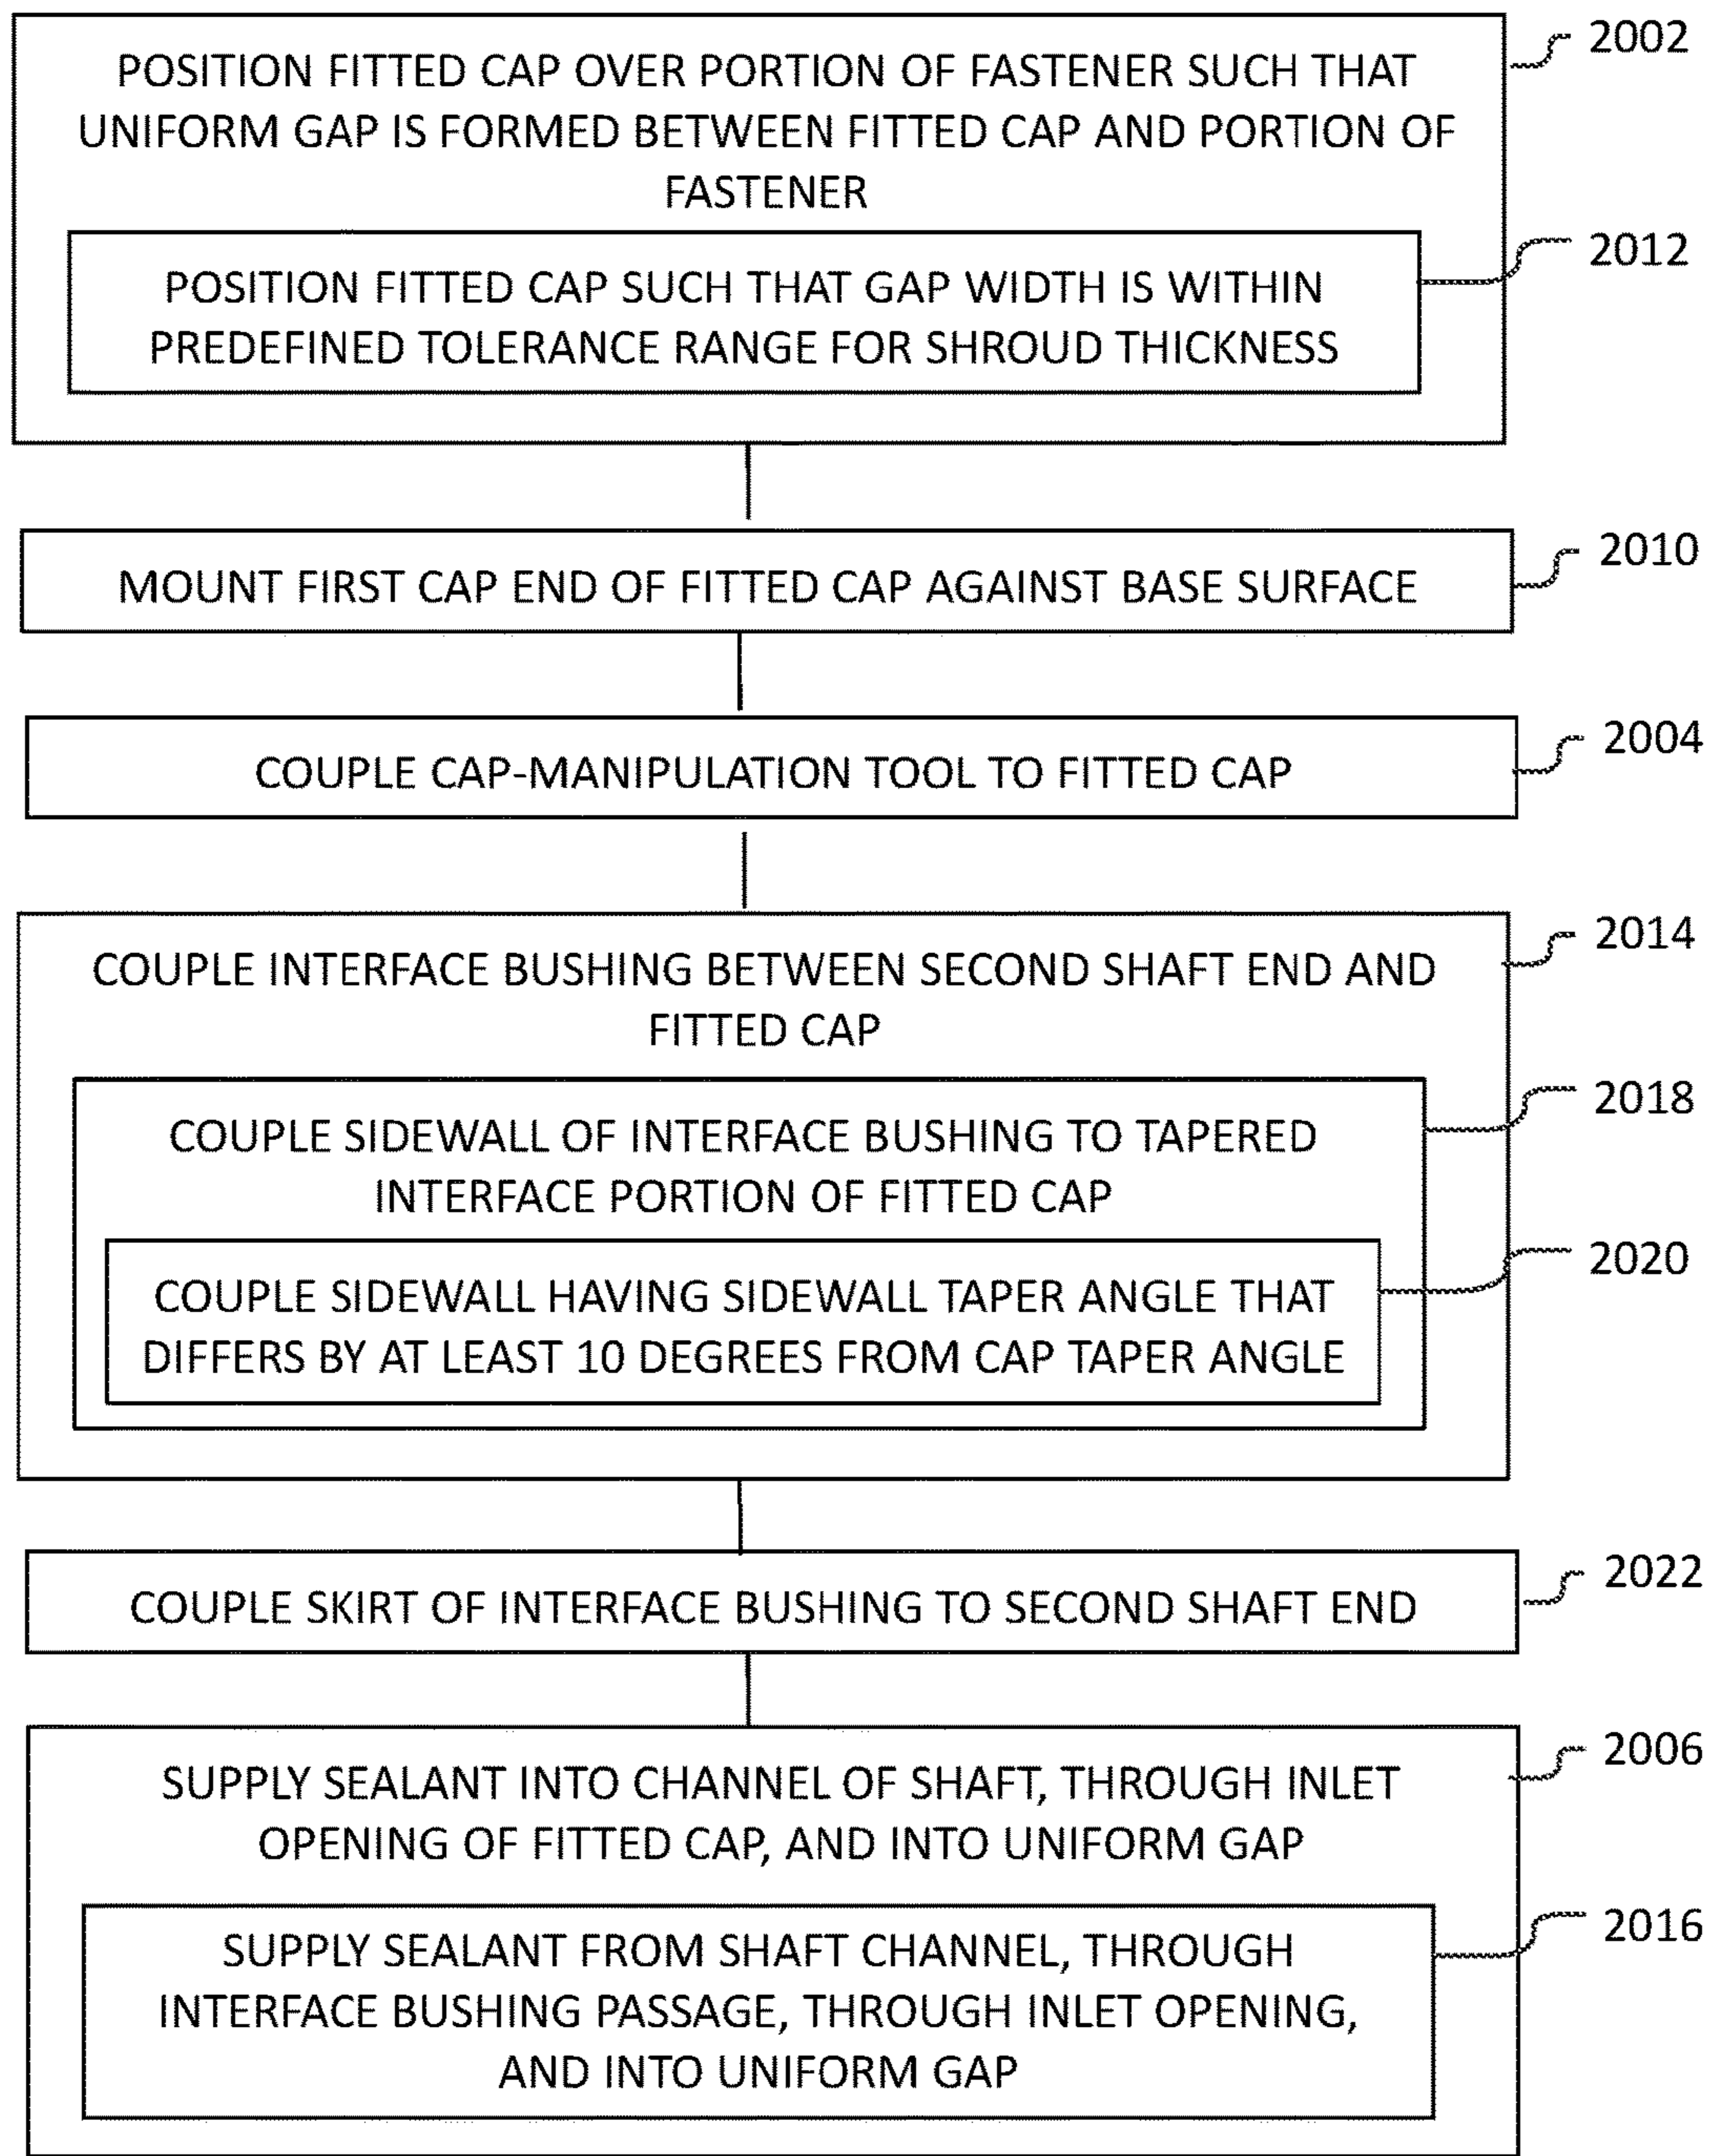 POSITION FITTED CAP OVER PORTION OF FASTENER SUCH THAT
UNIFORM GAP IS FORMED BETWEEN FITTED CAP AND PORTION OF
FASTENER
2002
POSITION FITTED CAP SUCH THAT GAP WIDTH IS WITHIN
PREDEFINED TOLERANCE RANGE FOR SHROUD THICKNESS
2012
MOUNT FIRST CAP END OF FITTED CAP AGAINST BASE SURFACE
2010
COUPLE CAP-MANIPULATION TOOL TO FITTED CAP
2004
COUPLE INTERFACE BUSHING BETWEEN SECOND SHAFT END AND
FITTED CAP
2014
COUPLE SIDEWALL OF INTERFACE BUSHING TO TAPERED
INTERFACE PORTION OF FITTED CAP
2018
COUPLE SIDEWALL HAVING SIDEWALL TAPER ANGLE THAT
DIFFERS BY AT LEAST 10 DEGREES FROM CAP TAPER ANGLE
2020
COUPLE SKIRT OF INTERFACE BUSHING TO SECOND SHAFT END
2022
SUPPLY SEALANT INTO CHANNEL OF SHAFT, THROUGH INLET
OPENING OF FITTED CAP, AND INTO UNIFORM GAP
2006
SUPPLY SEALANT FROM SHAFT CHANNEL, THROUGH
INTERFACE BUSHING PASSAGE, THROUGH INLET OPENING,
AND INTO UNIFORM GAP
2016